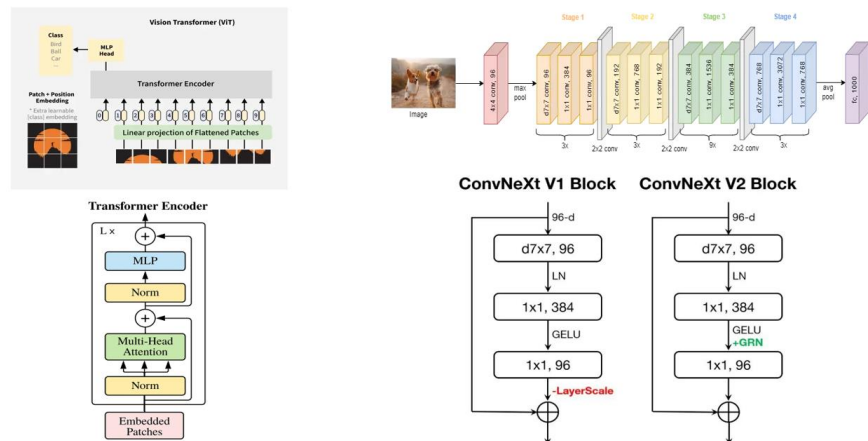 Vision Transformer (ViT)
Class
Bird
Ball
Car
...
MLP
Head
Transformer Encoder
Patch + Position
Embedding
* Extra learnable
[class] embedding
0 1 2 3 4 5 6 7 8 9
Linear projection of Flattened Patches
Transformer Encoder
L ×
+
MLP
Norm
+
Multi-Head
Attention
Norm
Embedded
Patches
Stage 1 Stage 2 Stage 3 Stage 4
Image
4x4 conv, 96
max
pool
d7x7 conv, 96
1x1 conv, 384
1x1 conv, 96
3x
2x2 conv
d7x7 conv, 192
1x1 conv, 768
1x1 conv, 192
3x
2x2 conv
d7x7 conv, 384
1x1 conv, 1536
1x1 conv, 384
9x
2x2 conv
d7x7 conv, 768
1x1 conv, 3072
1x1 conv, 768
3x
avg
pool
fc, 1000
ConvNeXt V1 Block
96-d
d7x7, 96
LN
1x1, 384
GELU
1x1, 96
-LayerScale
ConvNeXt V2 Block
96-d
d7x7, 96
LN
1x1, 384
GELU
+GRN
1x1, 96